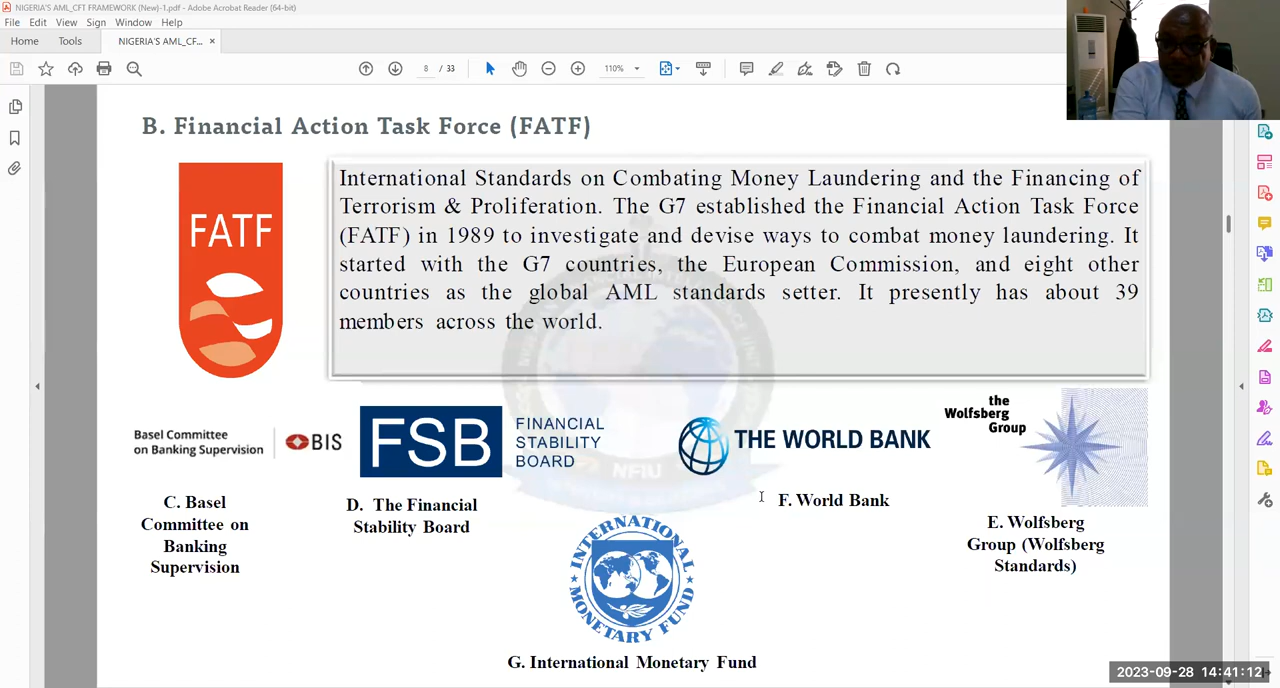 NIGERIA'S AML_CFT FRAMEWORK (New)-1.pdf - Adobe Acrobat Reader (64-bit)
File Edit View Sign Window Help
Home Tools NIGERIA'S AML_CF... ×
8 / 33 110%
B. Financial Action Task Force (FATF)
FATF
International Standards on Combating Money Laundering and the Financing of
Terrorism & Proliferation. The G7 established the Financial Action Task Force
(FATF) in 1989 to investigate and devise ways to combat money laundering. It
started with the G7 countries, the European Commission, and eight other
countries as the global AML standards setter. It presently has about 39
members across the world.
Basel Committee
on Banking Supervision
BIS
FSB
FINANCIAL
STABILITY
BOARD
THE WORLD BANK
the
Wolfsberg
Group
NFIU
C. Basel
Committee on
Banking
Supervision
D. The Financial
Stability Board
F. World Bank
E. Wolfsberg
Group (Wolfsberg
Standards)
INTERNATIONAL
MONETARY FUND
G. International Monetary Fund
2023-09-28 14:41:12